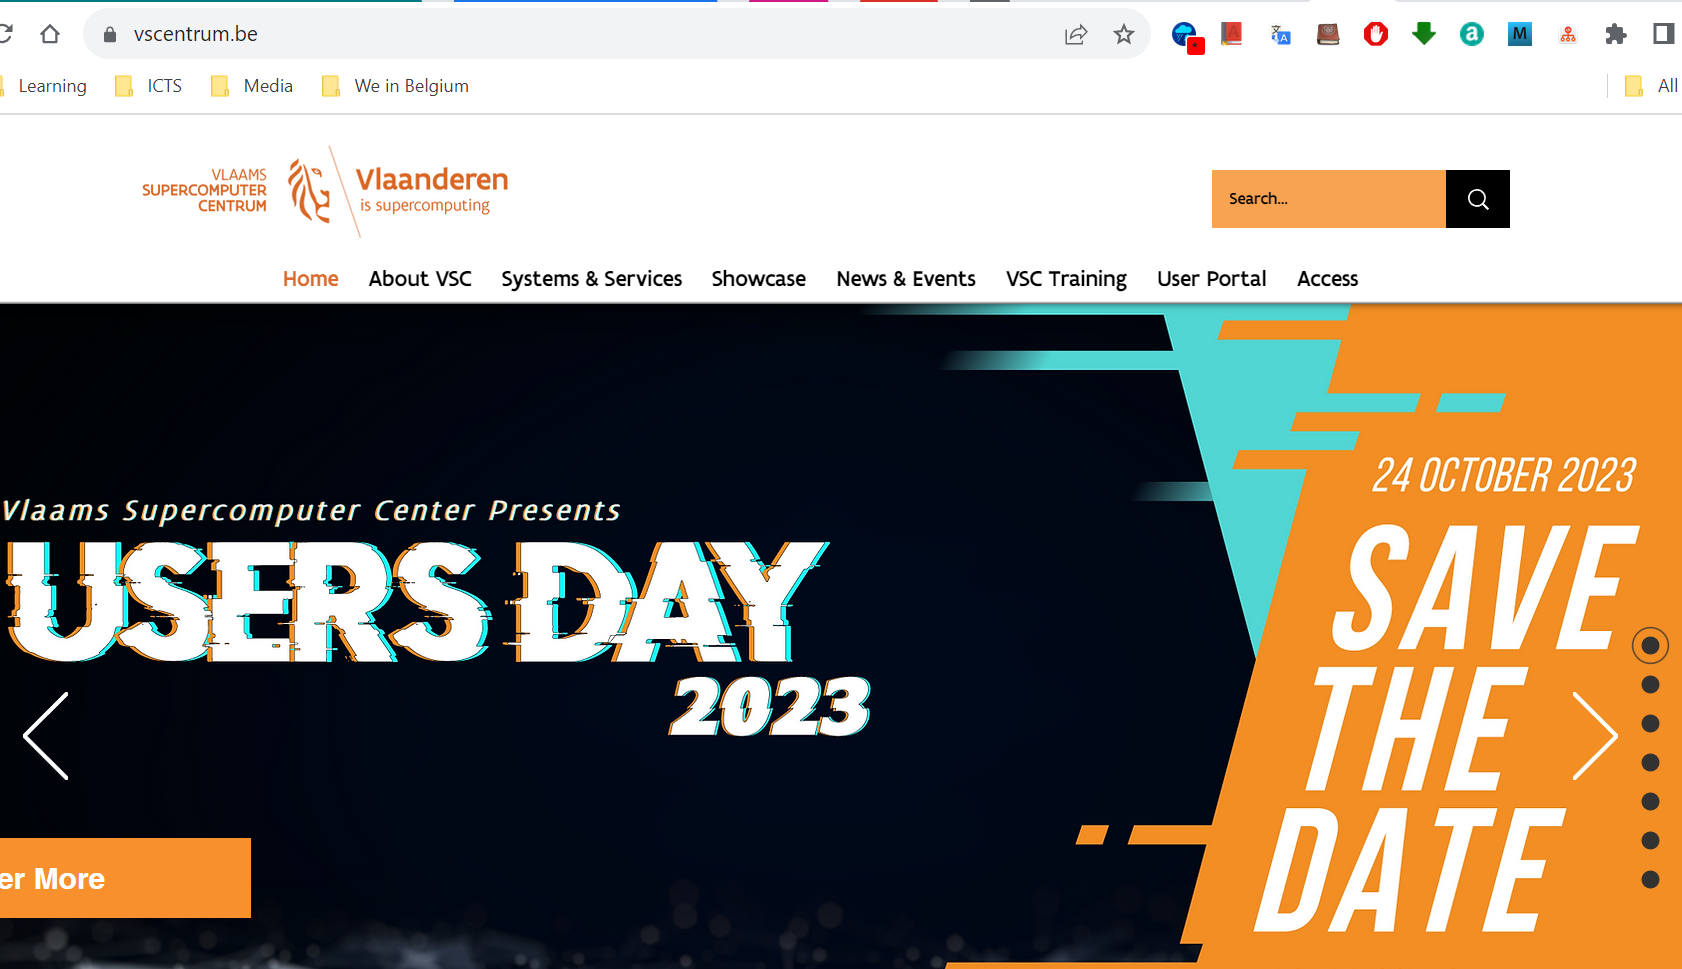 vscentrum.be
Learning ICTS Media We in Belgium All
VLAAMS
SUPERCOMPUTER
CENTRUM
Vlaanderen
is supercomputing
Search...
Home About VSC Systems & Services Showcase News & Events VSC Training User Portal Access
Vlaams Supercomputer Center Presents
USERS DAY
2023
er More
24 OCTOBER 2023
SAVE
THE
DATE